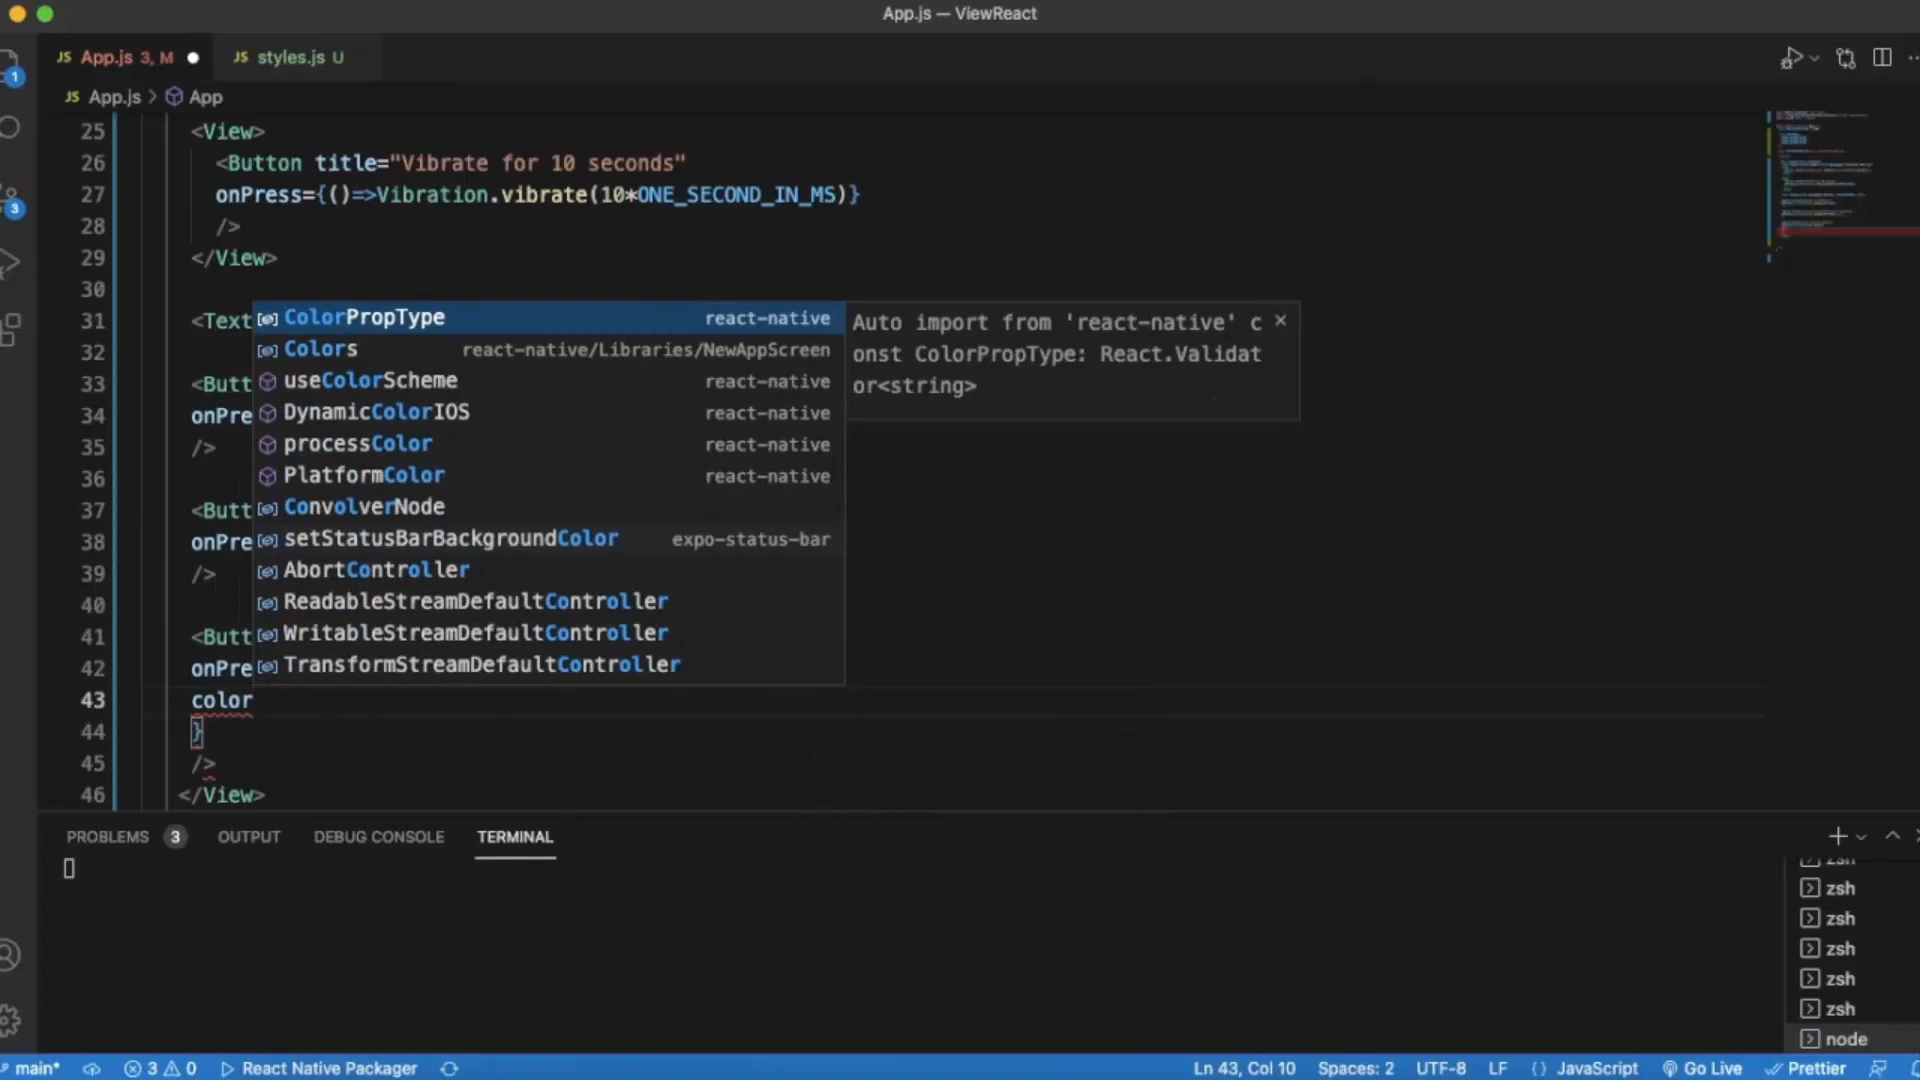 App.js — ViewReact
JS App.js 3, M
JS styles.js U
JS App.js > App
1
3
25 <View>
26 <Button title="Vibrate for 10 seconds"
27 onPress={()=>Vibration.vibrate(10*ONE_SECOND_IN_MS)}
28 />
29 </View>
30
31 <Text
32
33 <Butt
34 onPre
35 />
36
37 <Butt
38 onPre
39 />
40
41 <Butt
42 onPre
43 color
44 }
45 />
46 </View>
ColorPropType react-native
Colors react-native/Libraries/NewAppScreen
useColorScheme react-native
DynamicColorIOS react-native
processColor react-native
PlatformColor react-native
ConvolverNode
setStatusBarBackgroundColor expo-status-bar
AbortController
ReadableStreamDefaultController
WritableStreamDefaultController
TransformStreamDefaultController
Auto import from 'react-native' c
onst ColorPropType: React.Validat
or<string>
PROBLEMS 3 OUTPUT DEBUG CONSOLE TERMINAL
zsh
zsh
zsh
zsh
zsh
zsh
node
main* 3 0 React Native Packager Ln 43, Col 10 Spaces: 2 UTF-8 LF {} JavaScript Go Live Prettier